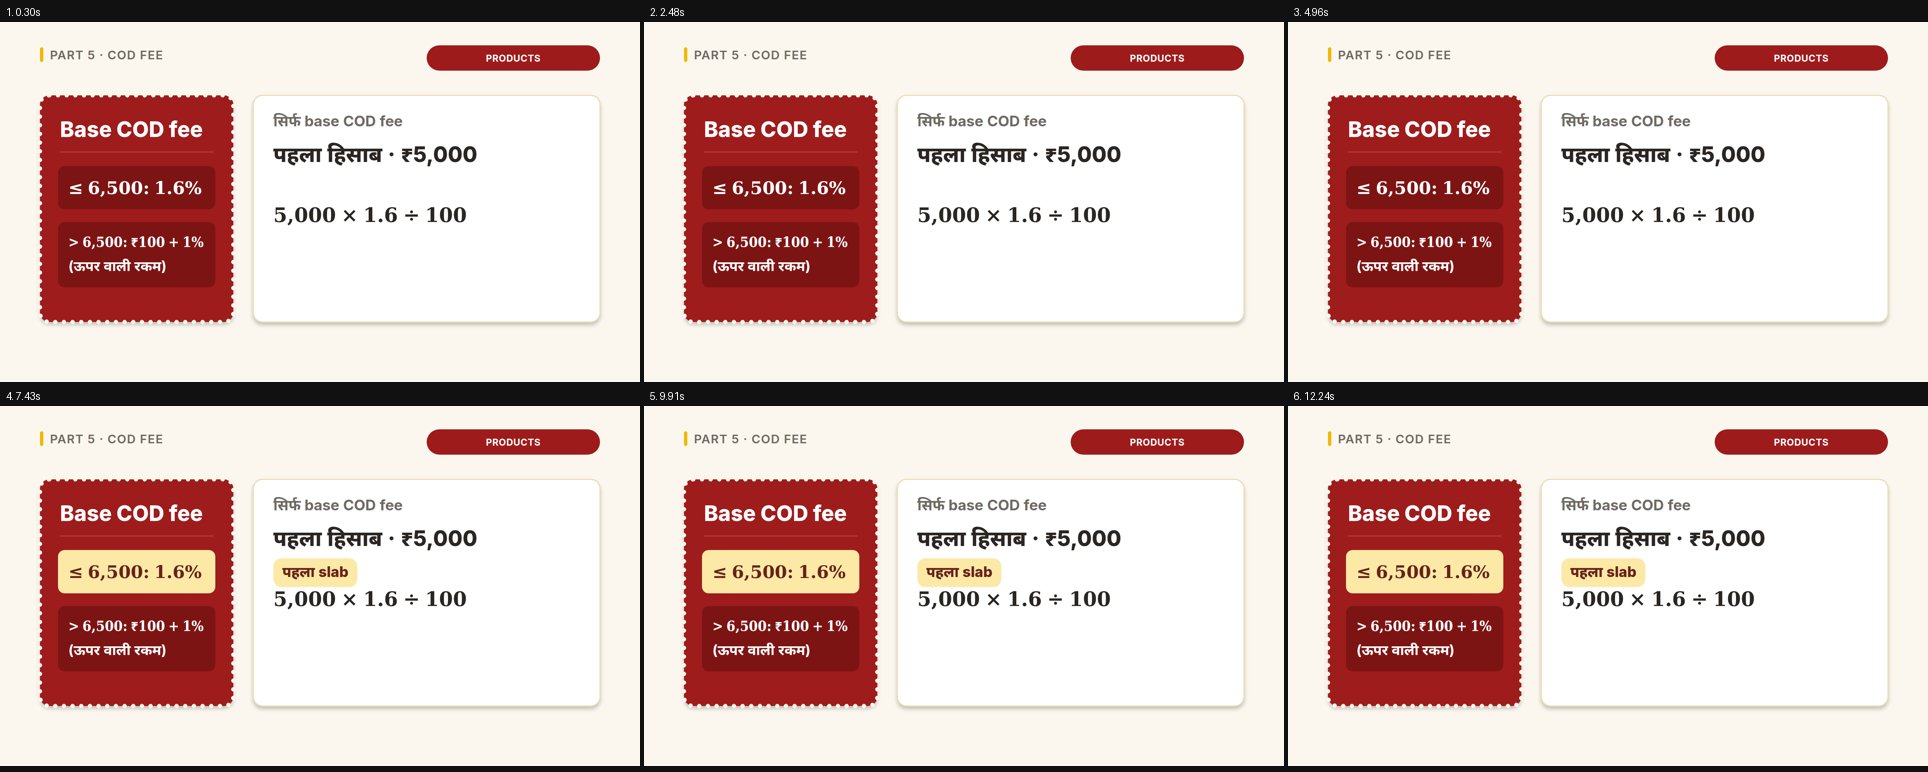 1. 0.30s
PART 5 · COD FEE
PRODUCTS
Base COD fee
≤ 6,500: 1.6%
> 6,500: ₹100 + 1%
(ऊपर वाली रकम)
सिर्फ base COD fee
पहला हिसाब · ₹5,000
5,000 × 1.6 ÷ 100
2. 2.48s
PART 5 · COD FEE
PRODUCTS
Base COD fee
≤ 6,500: 1.6%
> 6,500: ₹100 + 1%
(ऊपर वाली रकम)
सिर्फ base COD fee
पहला हिसाब · ₹5,000
5,000 × 1.6 ÷ 100
3. 4.96s
PART 5 · COD FEE
PRODUCTS
Base COD fee
≤ 6,500: 1.6%
> 6,500: ₹100 + 1%
(ऊपर वाली रकम)
सिर्फ base COD fee
पहला हिसाब · ₹5,000
5,000 × 1.6 ÷ 100
4. 7.43s
PART 5 · COD FEE
PRODUCTS
Base COD fee
≤ 6,500: 1.6%
> 6,500: ₹100 + 1%
(ऊपर वाली रकम)
सिर्फ base COD fee
पहला हिसाब · ₹5,000
पहला slab
5,000 × 1.6 ÷ 100
5. 9.91s
PART 5 · COD FEE
PRODUCTS
Base COD fee
≤ 6,500: 1.6%
> 6,500: ₹100 + 1%
(ऊपर वाली रकम)
सिर्फ base COD fee
पहला हिसाब · ₹5,000
पहला slab
5,000 × 1.6 ÷ 100
6. 12.24s
PART 5 · COD FEE
PRODUCTS
Base COD fee
≤ 6,500: 1.6%
> 6,500: ₹100 + 1%
(ऊपर वाली रकम)
सिर्फ base COD fee
पहला हिसाब · ₹5,000
पहला slab
5,000 × 1.6 ÷ 100